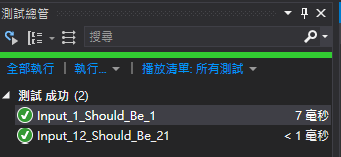 測試總管
搜尋
全部執行 | 執行... | 播放清單: 所有測試
測試 成功 (2)
Input_1_Should_Be_1 7 毫秒
Input_12_Should_Be_21 < 1 毫秒